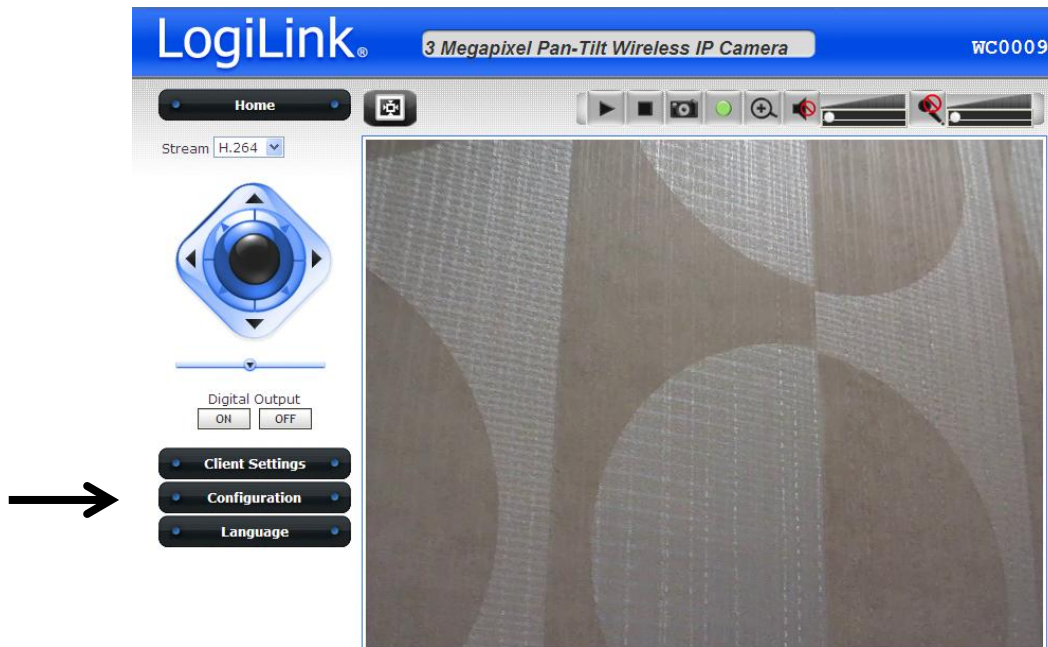 LogiLink®
3 Megapixel Pan-Tilt Wireless IP Camera
WC0009
Home
Stream H.264
Digital Output
ON OFF
Client Settings
Configuration
Language